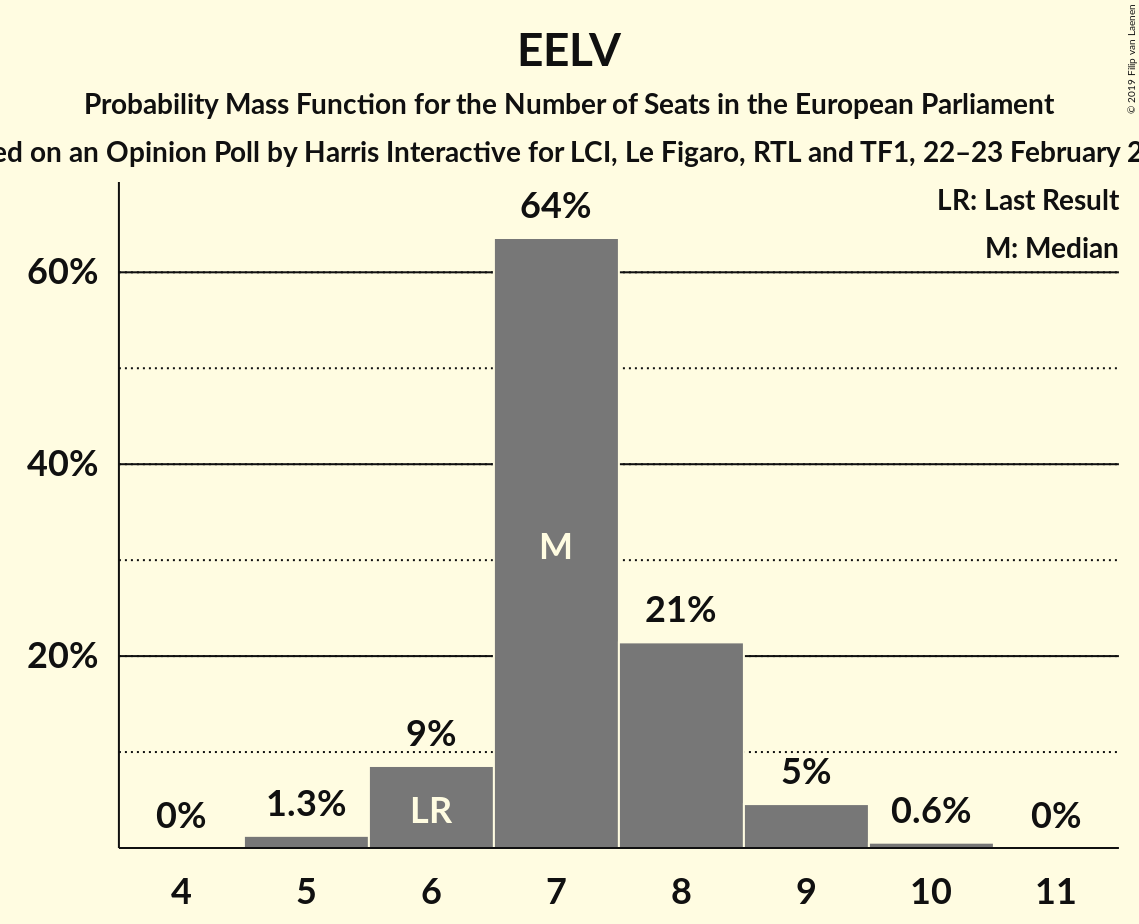 EELV
Probability Mass Function for the Number of Seats in the European Parliament
on an Opinion Poll by Harris Interactive for LCI, Le Figaro, RTL and TF1, 22–23 February
© 2019 Filip van Laenen
LR: Last Result
M: Median
64%
60%
40%
M
21%
20%
9%
5%
0%
1.3%
LR
0.6%
0%
4 5 6 7 8 9 10 11